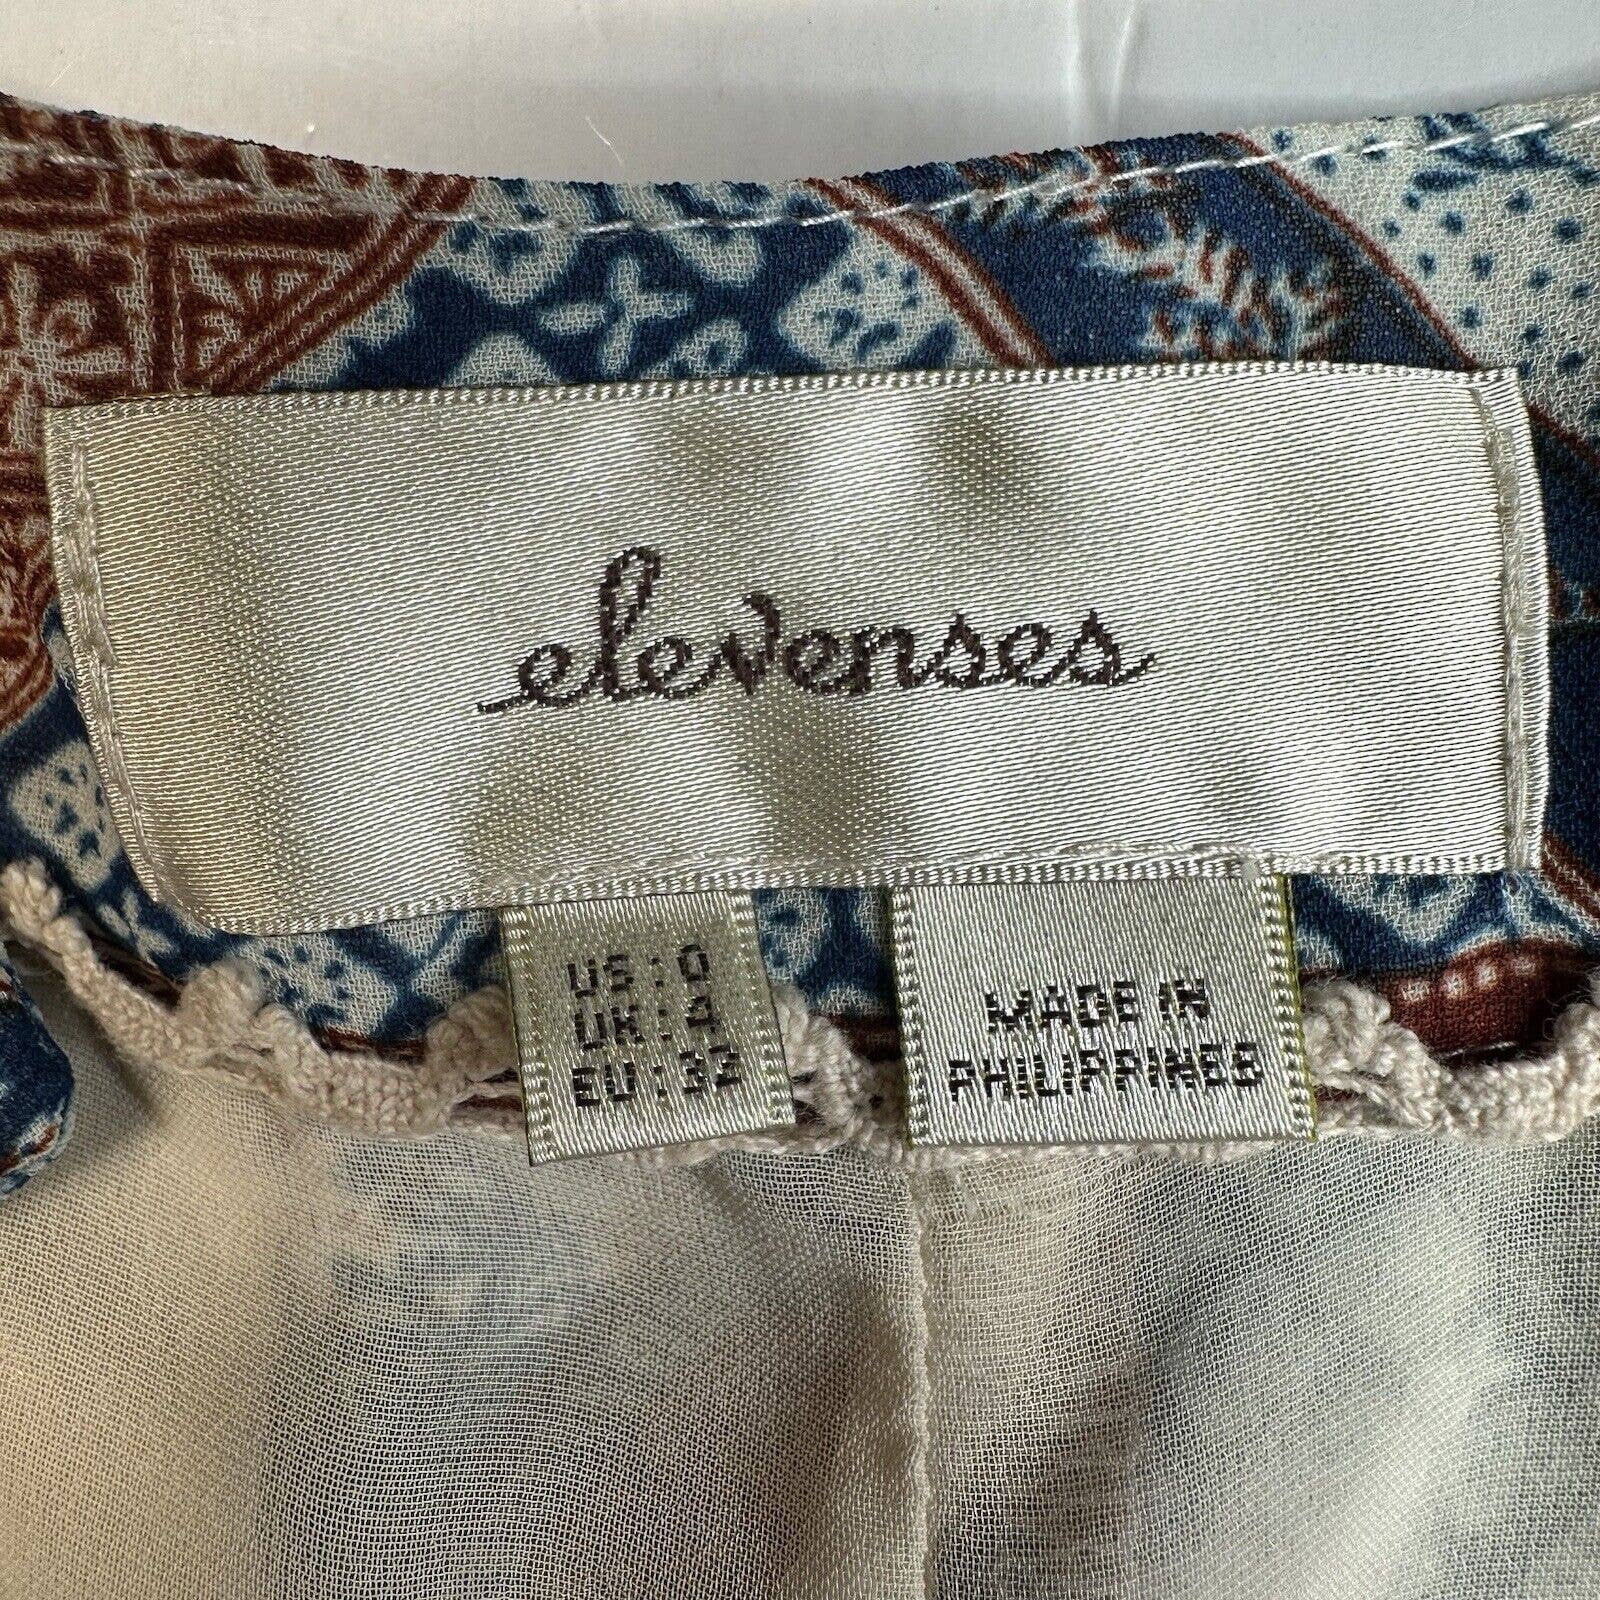 elevenses
US : 0
UK : 4
EU : 32
MADE IN
PHILIPPINES